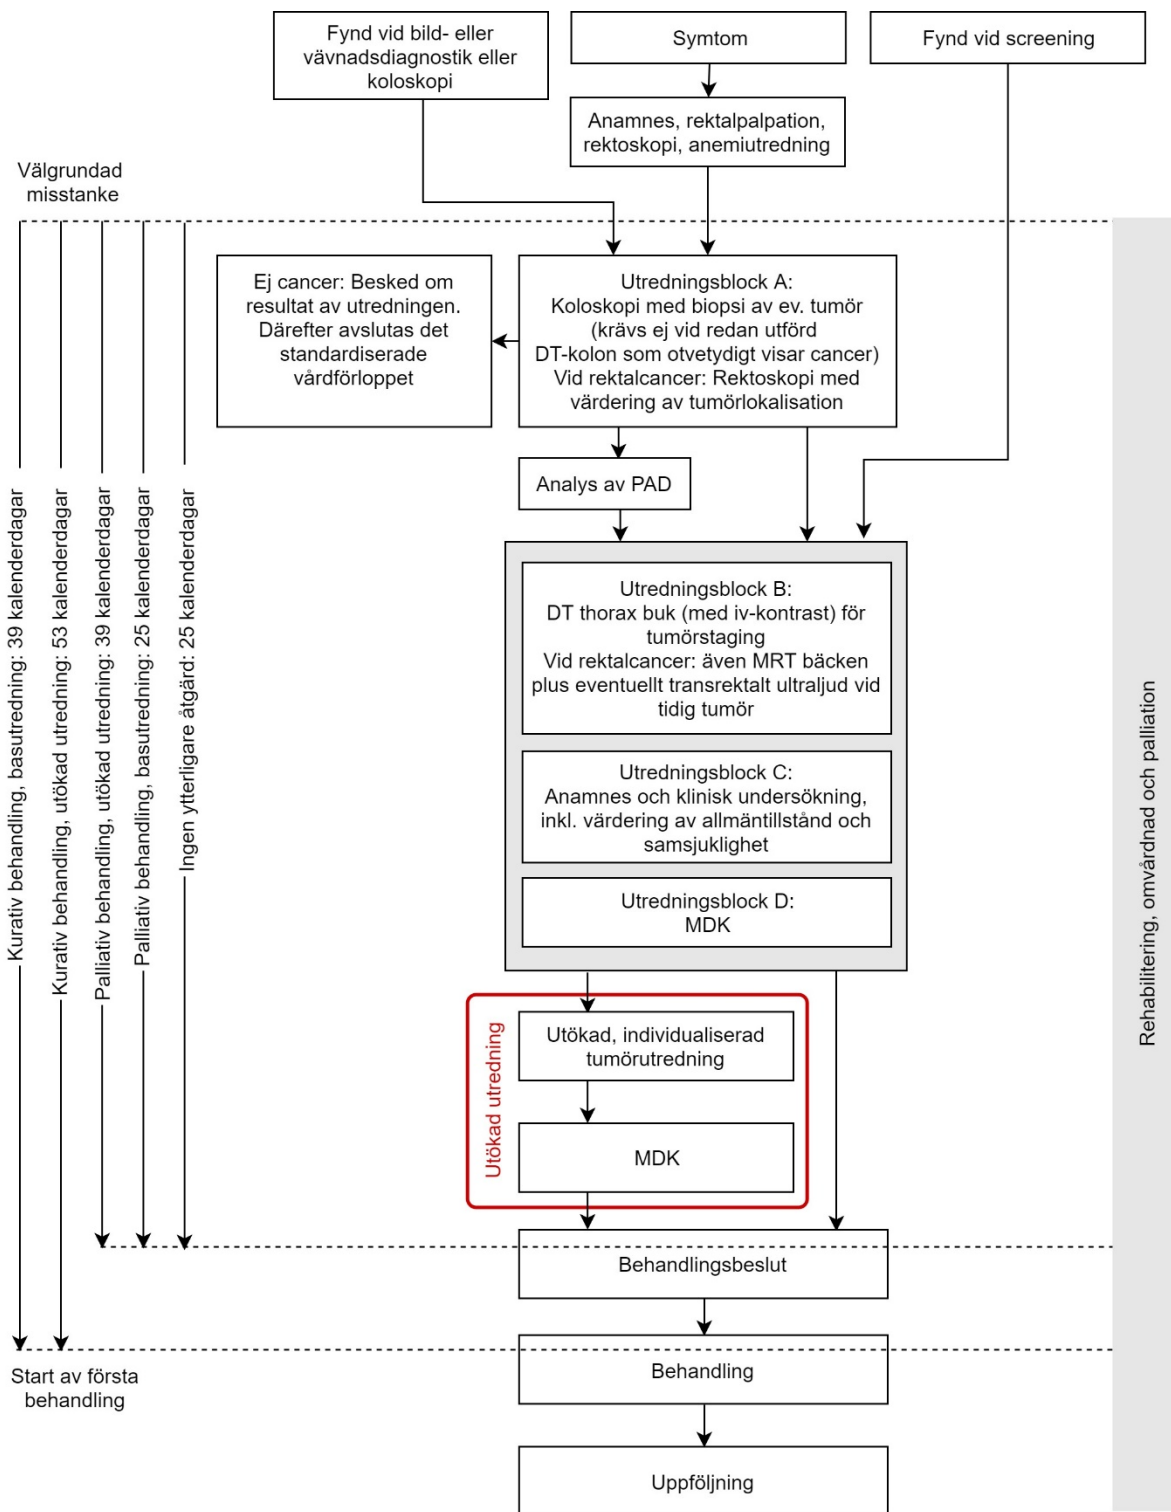 Fynd vid bild- eller
vävnadsdiagnostik eller
koloskopi
Symtom
Fynd vid screening
Anamnes, rektalpalpation,
rektoskopi, anemiutredning
Välgrundad
misstanke
Ej cancer: Besked om
resultat av utredningen.
Därefter avslutas det
standardiserade
vårdförloppet
Utredningsblock A:
Koloskopi med biopsi av ev. tumör
(krävs ej vid redan utförd
DT-kolon som otvetydigt visar cancer)
Vid rektalcancer: Rektoskopi med
värdering av tumörlokalisation
Analys av PAD
Kurativ behandling, basutredning: 39 kalenderdagar
Kurativ behandling, utökad utredning: 53 kalenderdagar
Palliativ behandling, utökad utredning: 39 kalenderdagar
Palliativ behandling, basutredning: 25 kalenderdagar
Ingen ytterligare åtgärd: 25 kalenderdagar
Utredningsblock B:
DT thorax buk (med iv-kontrast) för
tumörstaging
Vid rektalcancer: även MRT bäcken
plus eventuellt transrektalt ultraljud vid
tidig tumör
Utredningsblock C:
Anamnes och klinisk undersökning,
inkl. värdering av allmäntillstånd och
samsjuklighet
Utredningsblock D:
MDK
Rehabilitering, omvårdnad och palliation
Utökad utredning
Utökad, individualiserad
tumörutredning
MDK
Behandlingsbeslut
Start av första
behandling
Behandling
Uppföljning